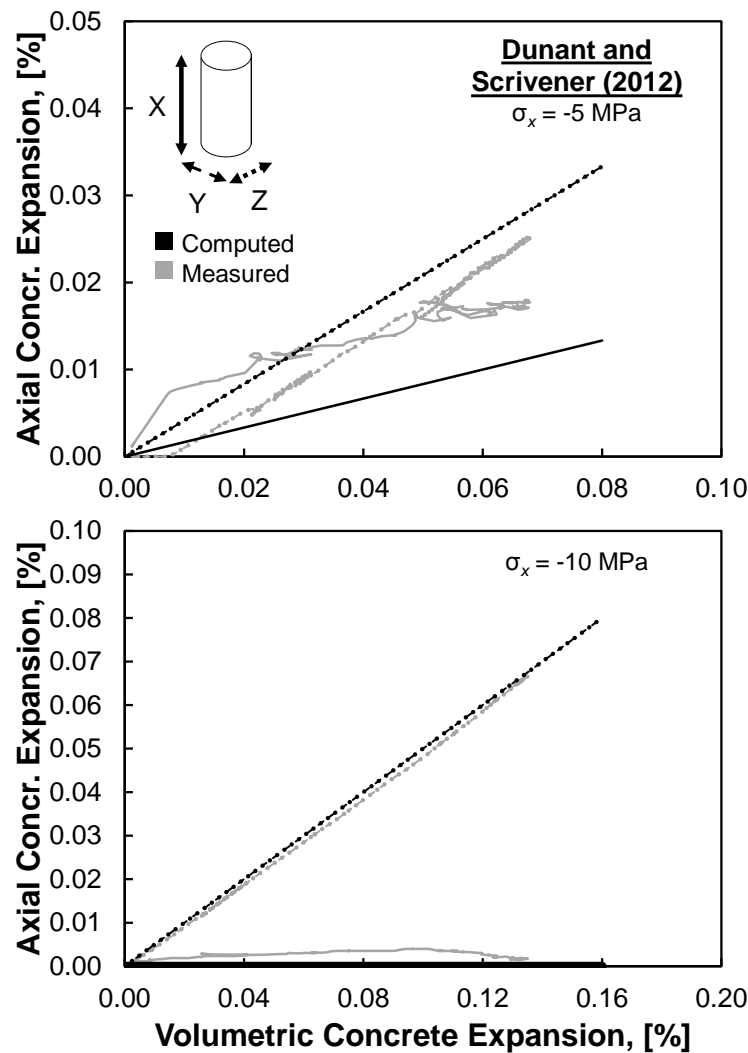 0.05
Dunant and
Scrivener (2012)
σx = -5 MPa
0.04
X
0.03
Y
Z
Computed
Measured
0.02
0.01
0.00
Axial Concr. Expansion, [%]
0.00 0.02 0.04 0.06 0.08 0.10
0.10
σx = -10 MPa
0.09
0.08
0.07
0.06
0.05
0.04
0.03
0.02
0.01
0.00
Axial Concr. Expansion, [%]
0.00 0.04 0.08 0.12 0.16 0.20
Volumetric Concrete Expansion, [%]